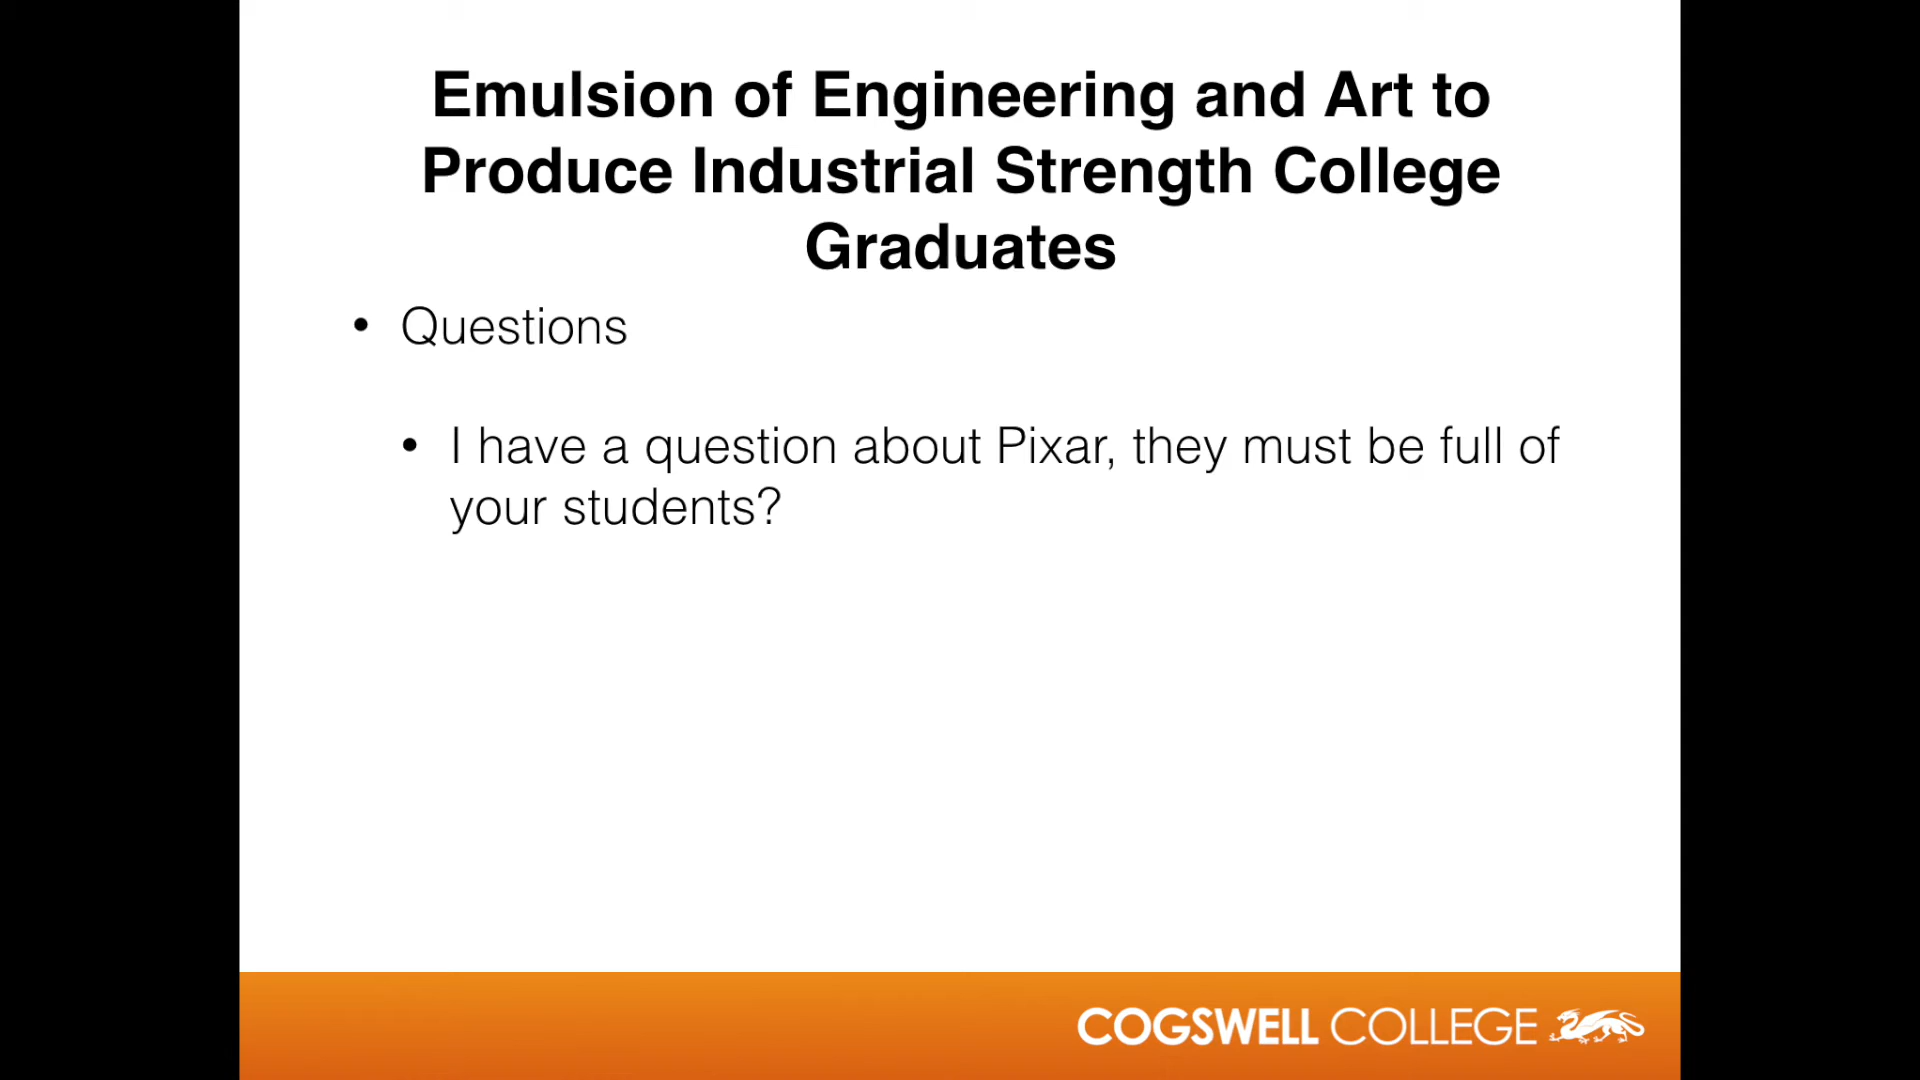 Emulsion of Engineering and Art to
Produce Industrial Strength College
Graduates
• Questions
• I have a question about Pixar, they must be full of
your students?
COGSWELL COLLEGE